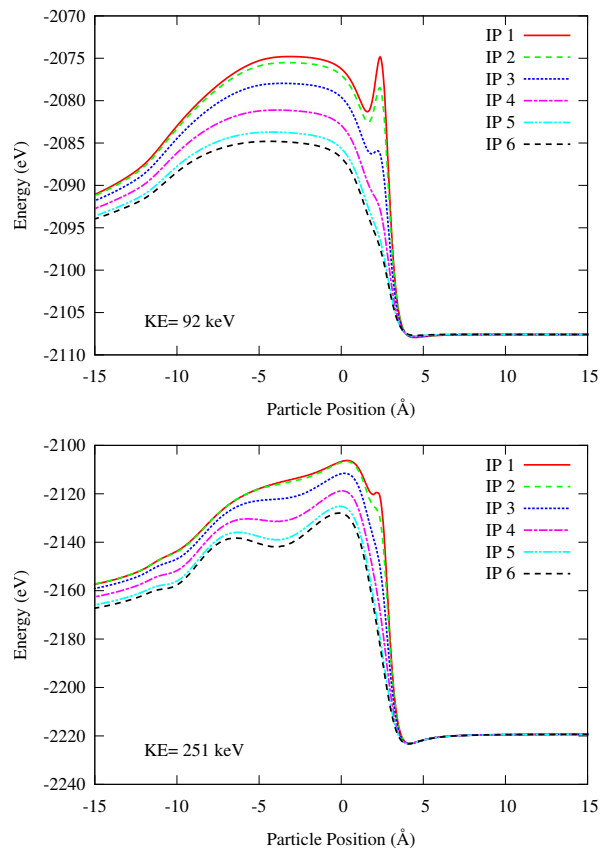 -2070
-2075
-2080
-2085
-2090
-2095
-2100
-2105
-2110
Energy (eV)
IP 1
IP 2
IP 3
IP 4
IP 5
IP 6
KE= 92 keV
-15 -10 -5 0 5 10 15
Particle Position (Å)
-2100
-2120
-2140
-2160
-2180
-2200
-2220
-2240
Energy (eV)
IP 1
IP 2
IP 3
IP 4
IP 5
IP 6
KE= 251 keV
-15 -10 -5 0 5 10 15
Particle Position (Å)